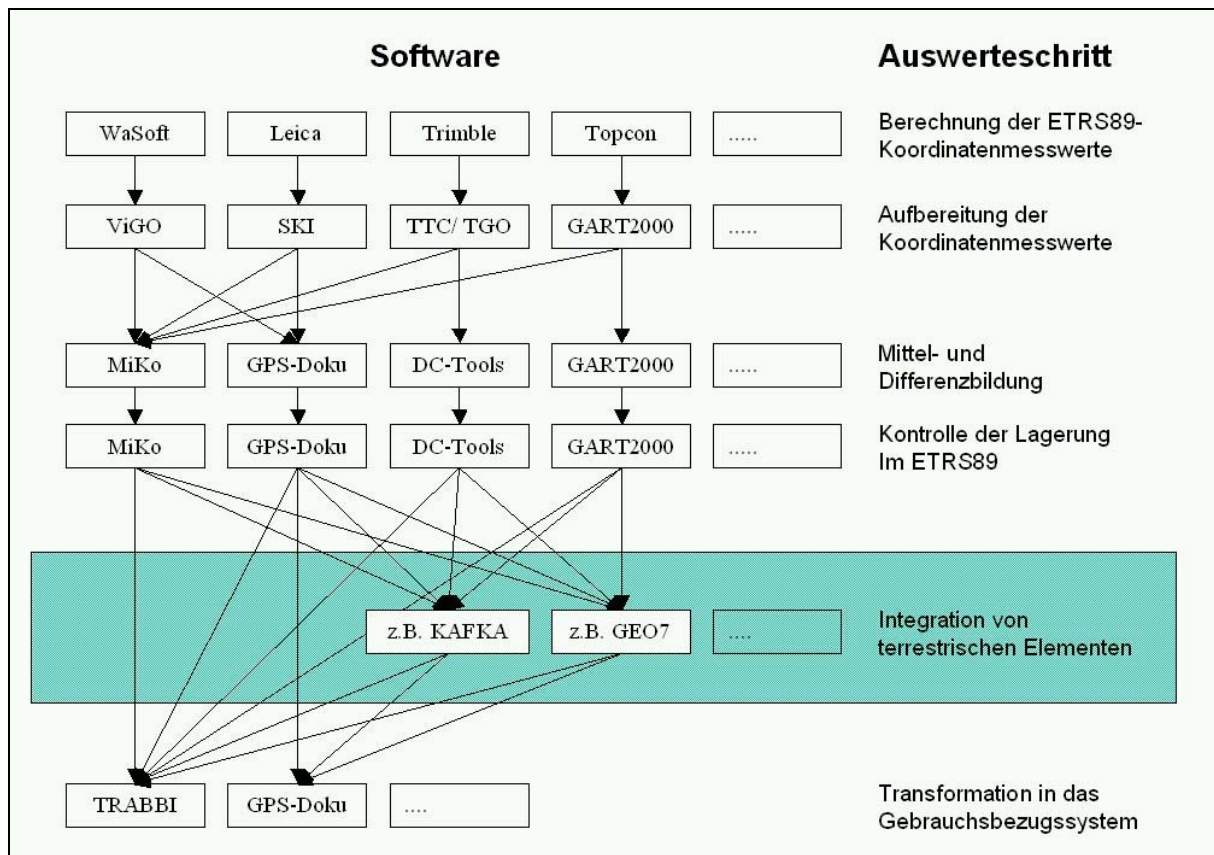 Software
Auswerteschritt
WaSoft
Leica
Trimble
Topcon
.....
Berechnung der ETRS89-
Koordinatenmesswerte
ViGO
SKI
TTC/ TGO
GART2000
.....
Aufbereitung der
Koordinatenmesswerte
MiKo
GPS-Doku
DC-Tools
GART2000
.....
Mittel- und
Differenzbildung
MiKo
GPS-Doku
DC-Tools
GART2000
.....
Kontrolle der Lagerung
Im ETRS89
z.B. KAFKA
z.B. GEO7
....
Integration von
terrestrischen Elementen
TRABBI
GPS-Doku
....
Transformation in das
Gebrauchsbezugssystem